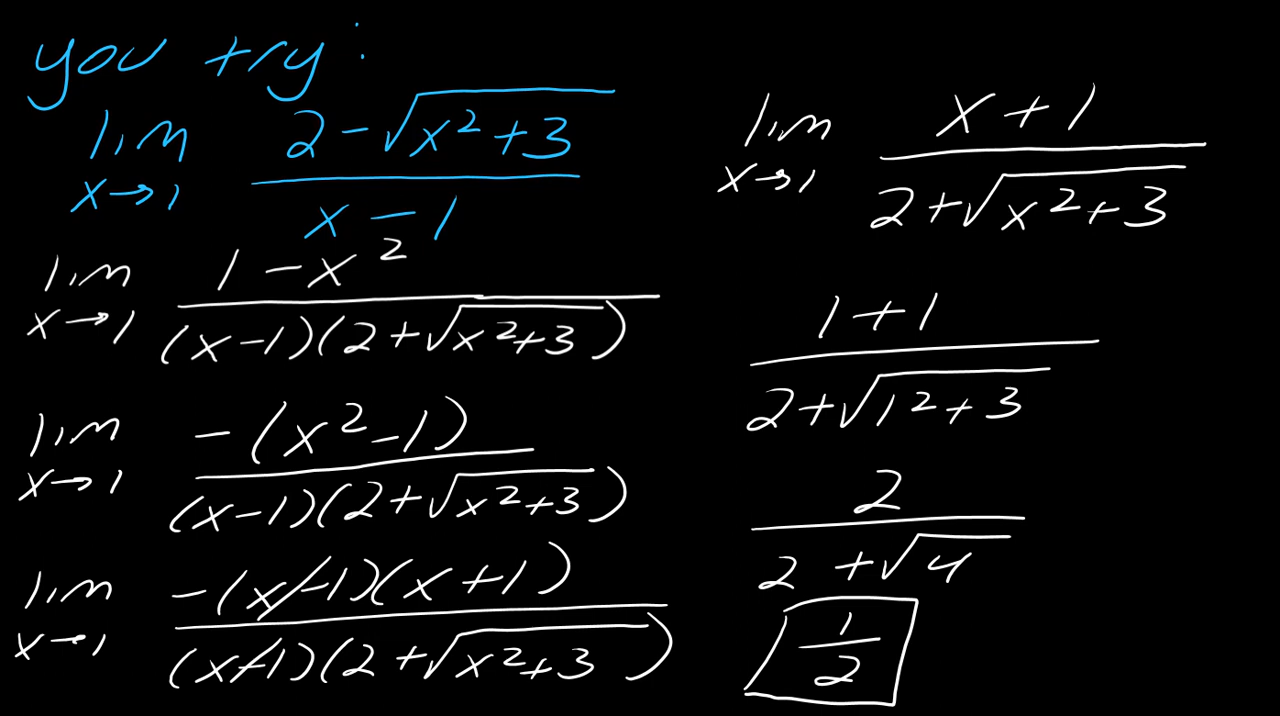 you try:
lim x→1 (2 - √(x² + 3)) / (x - 1)
lim x→1 (1 - x²) / ((x-1)(2+√(x²+3)))
lim x→1 (-(x² - 1)) / ((x-1)(2+√(x²+3)))
lim x→1 (-(x-1)(x+1)) / ((x-1)(2+√(x²+3)))
lim x→1 (x+1) / (2+√(x²+3))
(1+1) / (2+√(1²+3))
2 / (2+√4)
1/2